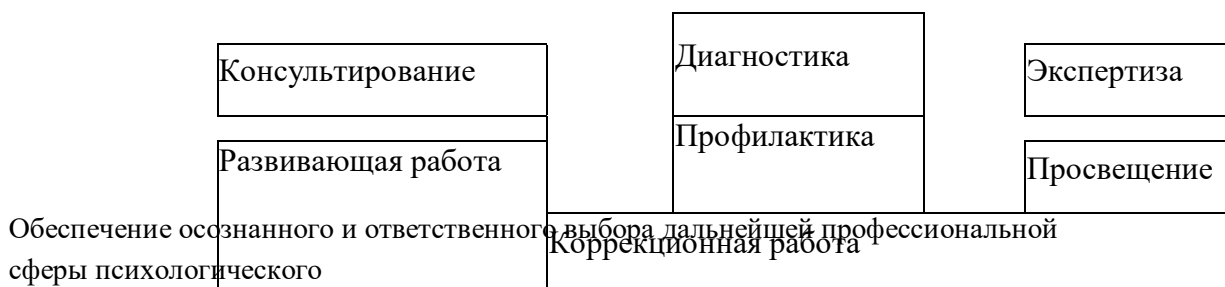 Диагностика
Консультирование
Экспертиза
Профилактика
Развивающая работа
Просвещение
Обеспечение осознанного и ответственного выбора дальнейшей профессиональной
Коррекционная работа
сферы психологического